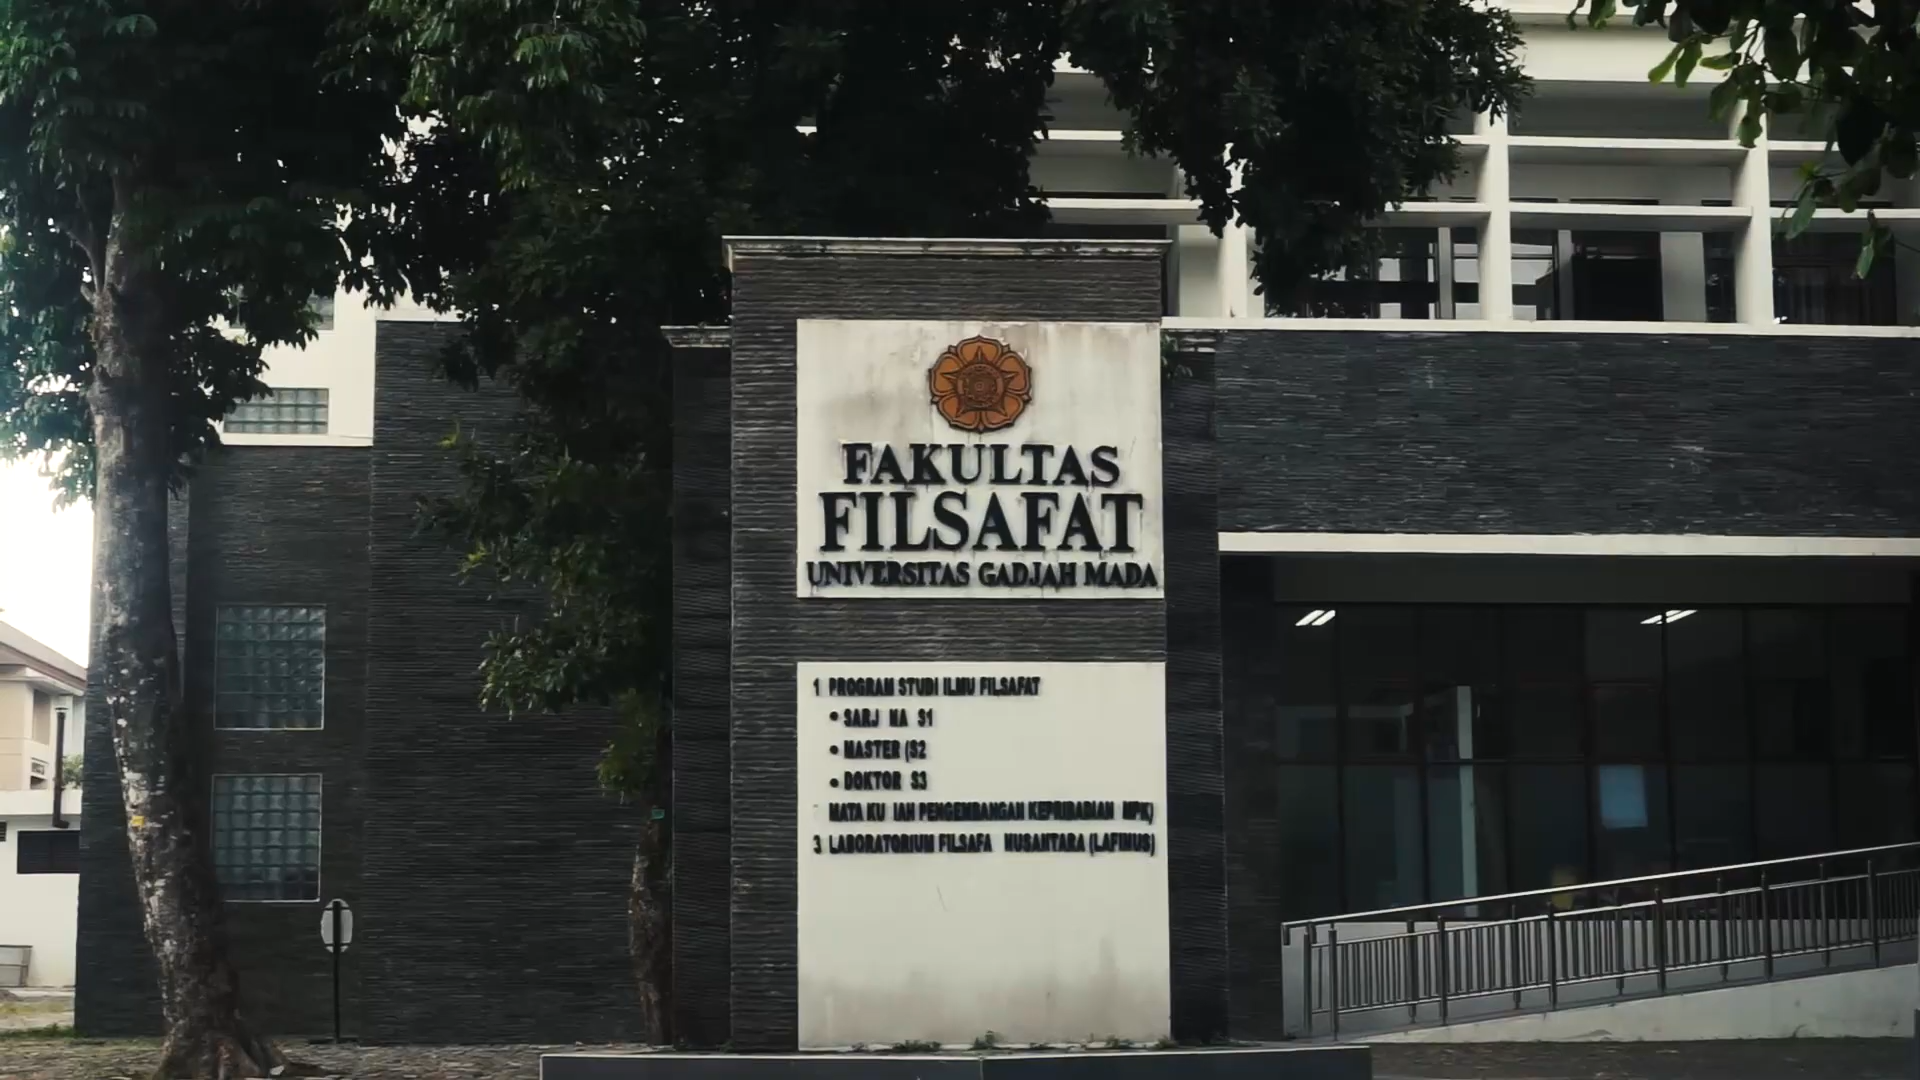 FAKULTAS
FILSAFAT
UNIVERSITAS GADJAH MADA
1 PROGRAM STUDI ILMU FILSAFAT
• SARJ NA S1
• MASTER (S2
• DOKTOR S3
MATA KU IAH PENGEMBANGAN KEPRIBADIAN MPK)
3 LABORATORIUM FILSAFA NUSANTARA (LAFINUS)